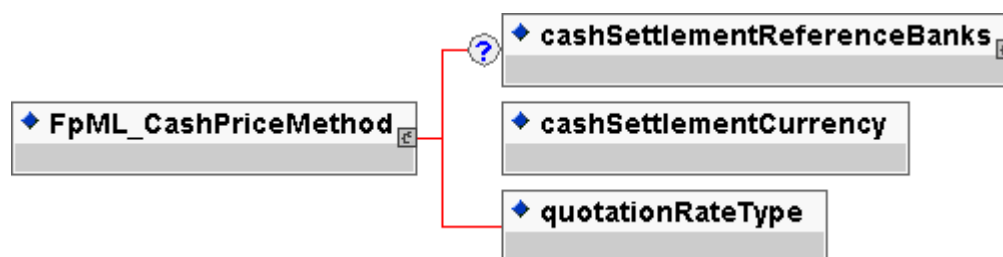 cashSettlementReferenceBanks
?
FpML_CashPriceMethod
cashSettlementCurrency
quotationRateType